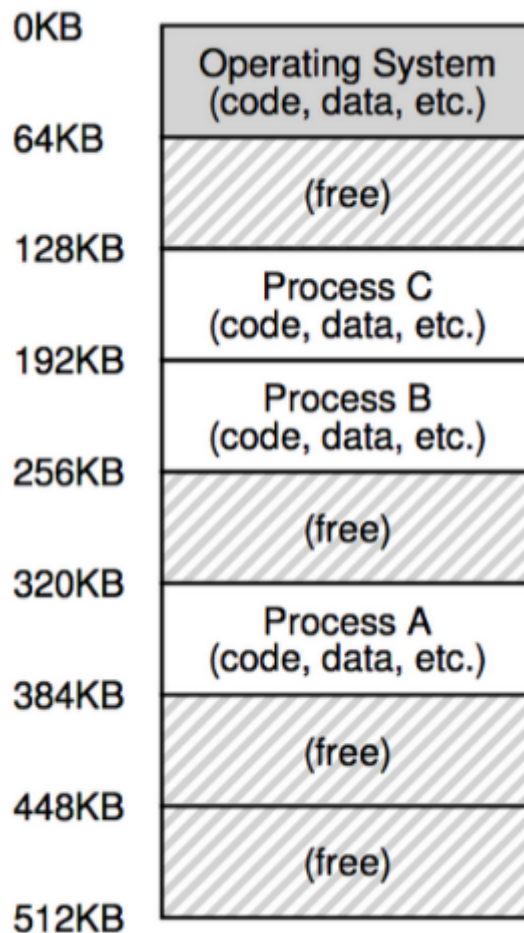 0KB
Operating System
(code, data, etc.)
64KB
(free)
128KB
Process C
(code, data, etc.)
192KB
Process B
(code, data, etc.)
256KB
(free)
320KB
Process A
(code, data, etc.)
384KB
(free)
448KB
(free)
512KB